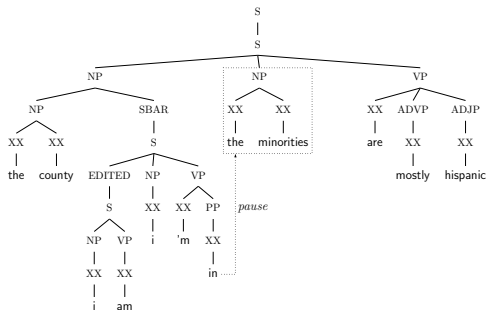 S
S
NP NP VP
NP SBAR XX XX XX ADVP ADJP
XX XX S the minorities are XX XX
the county EDITED NP VP mostly hispanic
S XX XX PP pause
NP VP i 'm XX
XX XX in
i am